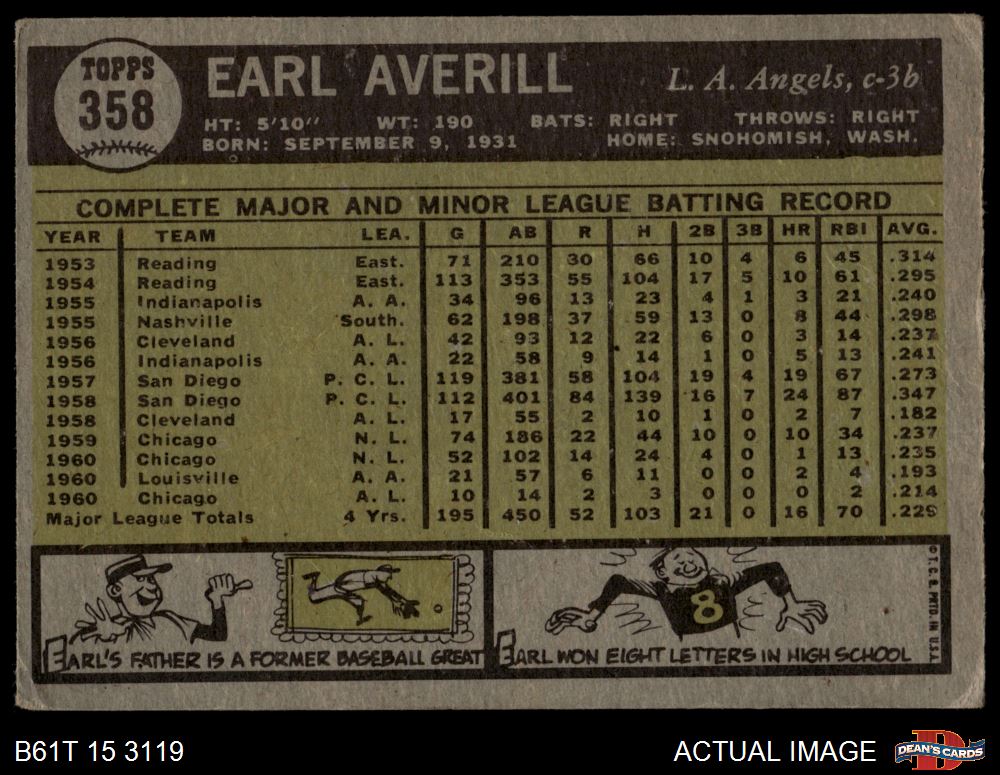 TOPPS
358
EARL AVERILL
L. A. Angels, c-3b
HT: 5'10" WT: 190 BATS: RIGHT THROWS: RIGHT
BORN: SEPTEMBER 9, 1931 HOME: SNOHOMISH, WASH.
COMPLETE MAJOR AND MINOR LEAGUE BATTING RECORD
YEAR TEAM LEA. G AB R H 2B 3B HR RBI AVG.
1953 Reading East. 71 210 30 66 10 4 6 45 .314
1954 Reading East. 113 353 55 104 17 5 10 61 .295
1955 Indianapolis A. A. 34 96 13 23 4 1 3 21 .240
1955 Nashville South. 62 198 37 59 13 0 8 44 .298
1956 Cleveland A. L. 42 93 12 22 6 0 3 14 .237
1956 Indianapolis A. A. 22 58 9 14 1 0 5 13 .241
1957 San Diego P. C. L. 119 381 58 104 19 4 19 67 .273
1958 San Diego P. C. L. 112 401 84 139 16 7 24 87 .347
1958 Cleveland A. L. 17 55 2 10 1 0 2 7 .182
1959 Chicago N. L. 74 186 22 44 10 0 10 34 .237
1960 Chicago N. L. 52 102 14 24 4 0 1 13 .235
1960 Louisville A. A. 21 57 6 11 0 0 2 4 .193
1960 Chicago A. L. 10 14 2 3 0 0 0 2 .214
Major League Totals 4 Yrs. 195 450 52 103 21 0 16 70 .229
EARL'S FATHER IS A FORMER BASEBALL GREAT
8
EARL WON EIGHT LETTERS IN HIGH SCHOOL
© T. C. G. PRTD. IN U.S.A.
B61T 15 3119
ACTUAL IMAGE
DEAN'S CARDS